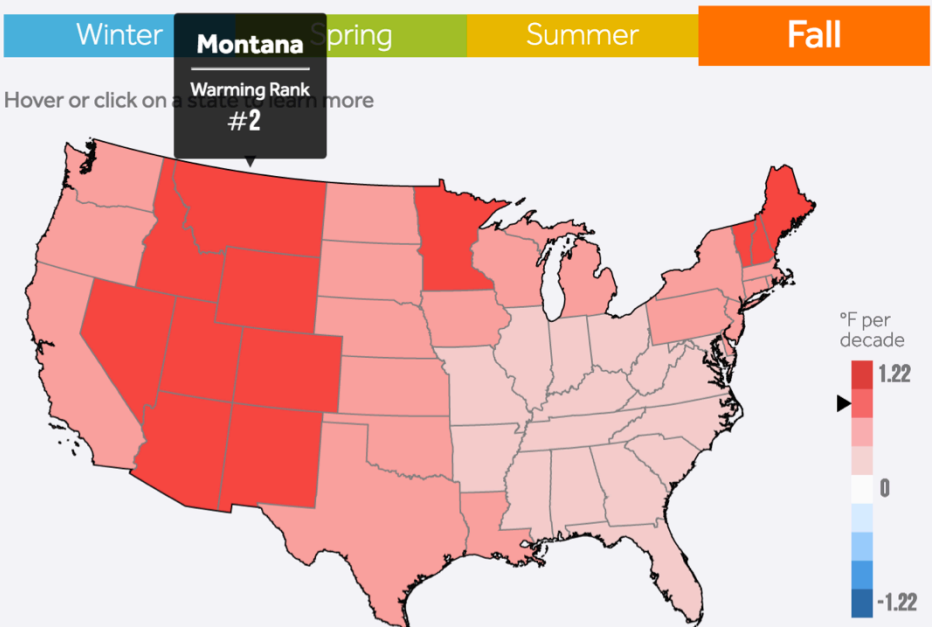 Winter
Spring
Summer
Fall
Montana
Warming Rank
#2
Hover or click on a state to learn more
°F per
decade
1.22
0
-1.22